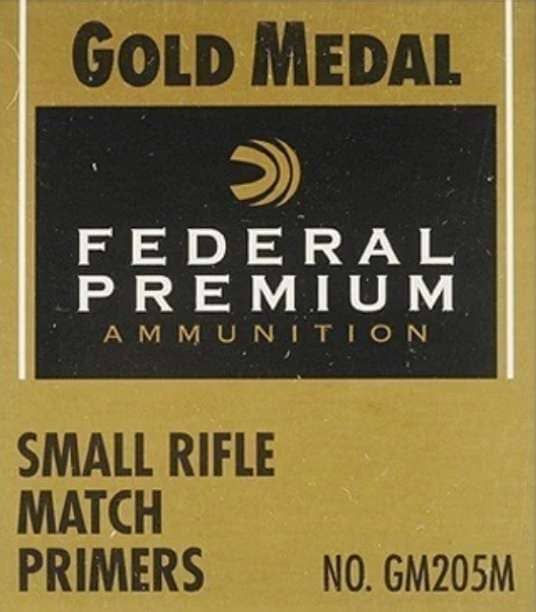 GOLD MEDAL
FEDERAL
PREMIUM
AMMUNITION
SMALL RIFLE
MATCH
PRIMERS
NO. GM205M